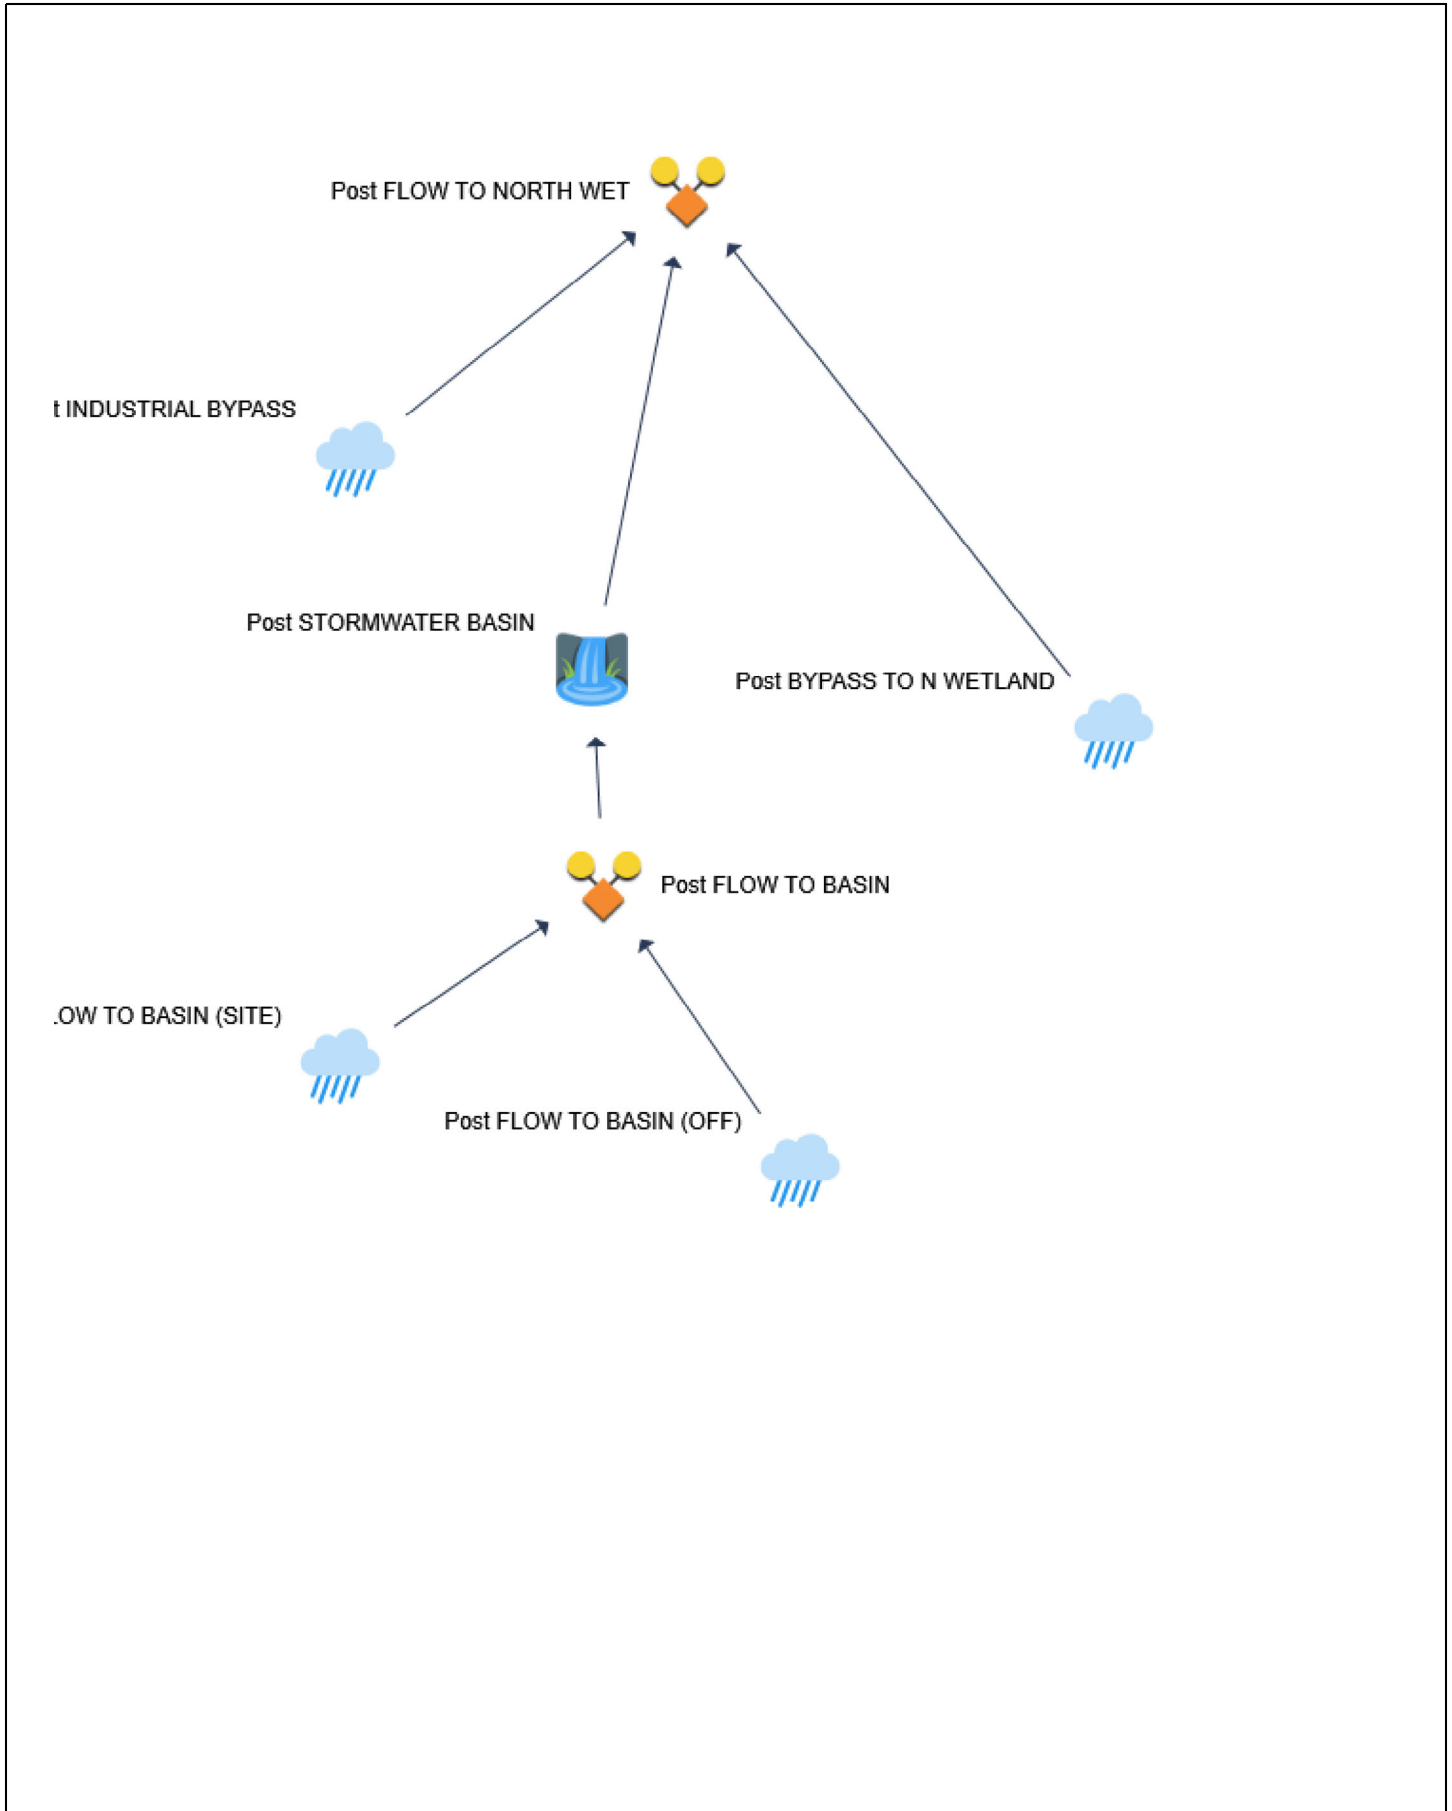 Post FLOW TO NORTH WET
t INDUSTRIAL BYPASS
Post STORMWATER BASIN
Post BYPASS TO N WETLAND
Post FLOW TO BASIN
.OW TO BASIN (SITE)
Post FLOW TO BASIN (OFF)